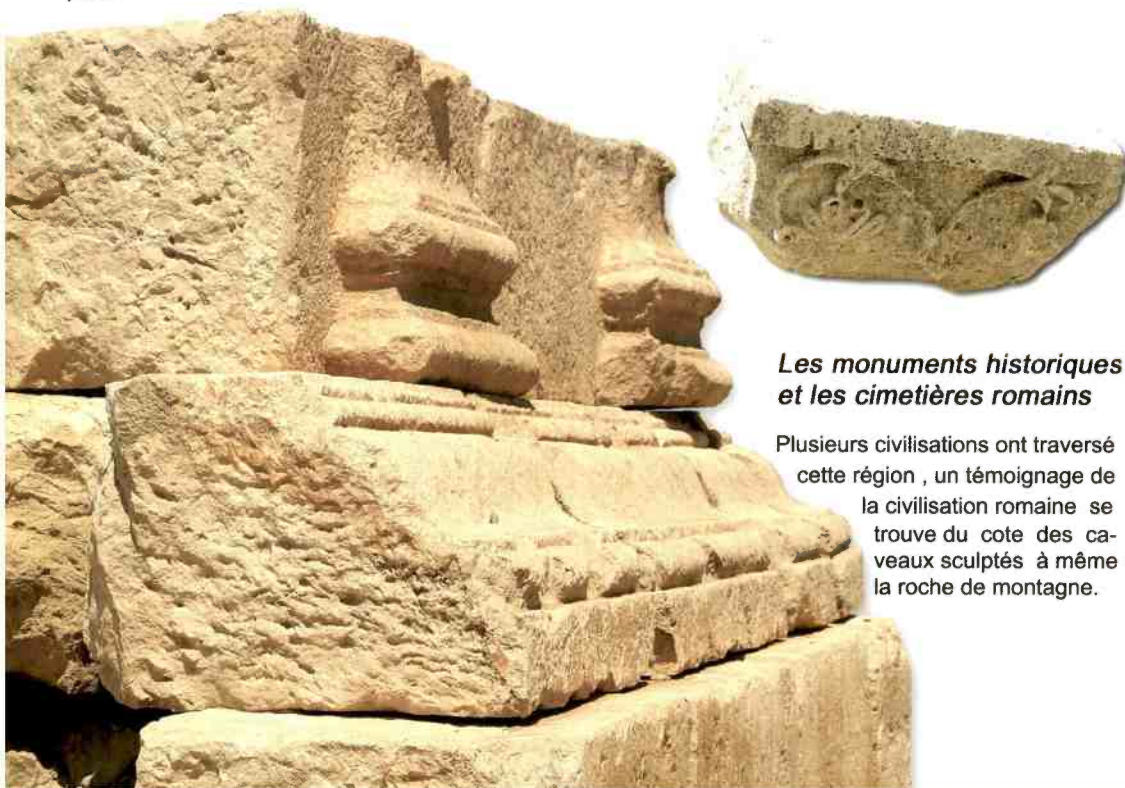 Les monuments historiques
et les cimetières romains
Plusieurs civilisations ont traversé
cette région , un témoignage de
la civilisation romaine se
trouve du cote des ca-
veaux sculptés à même
la roche de montagne.